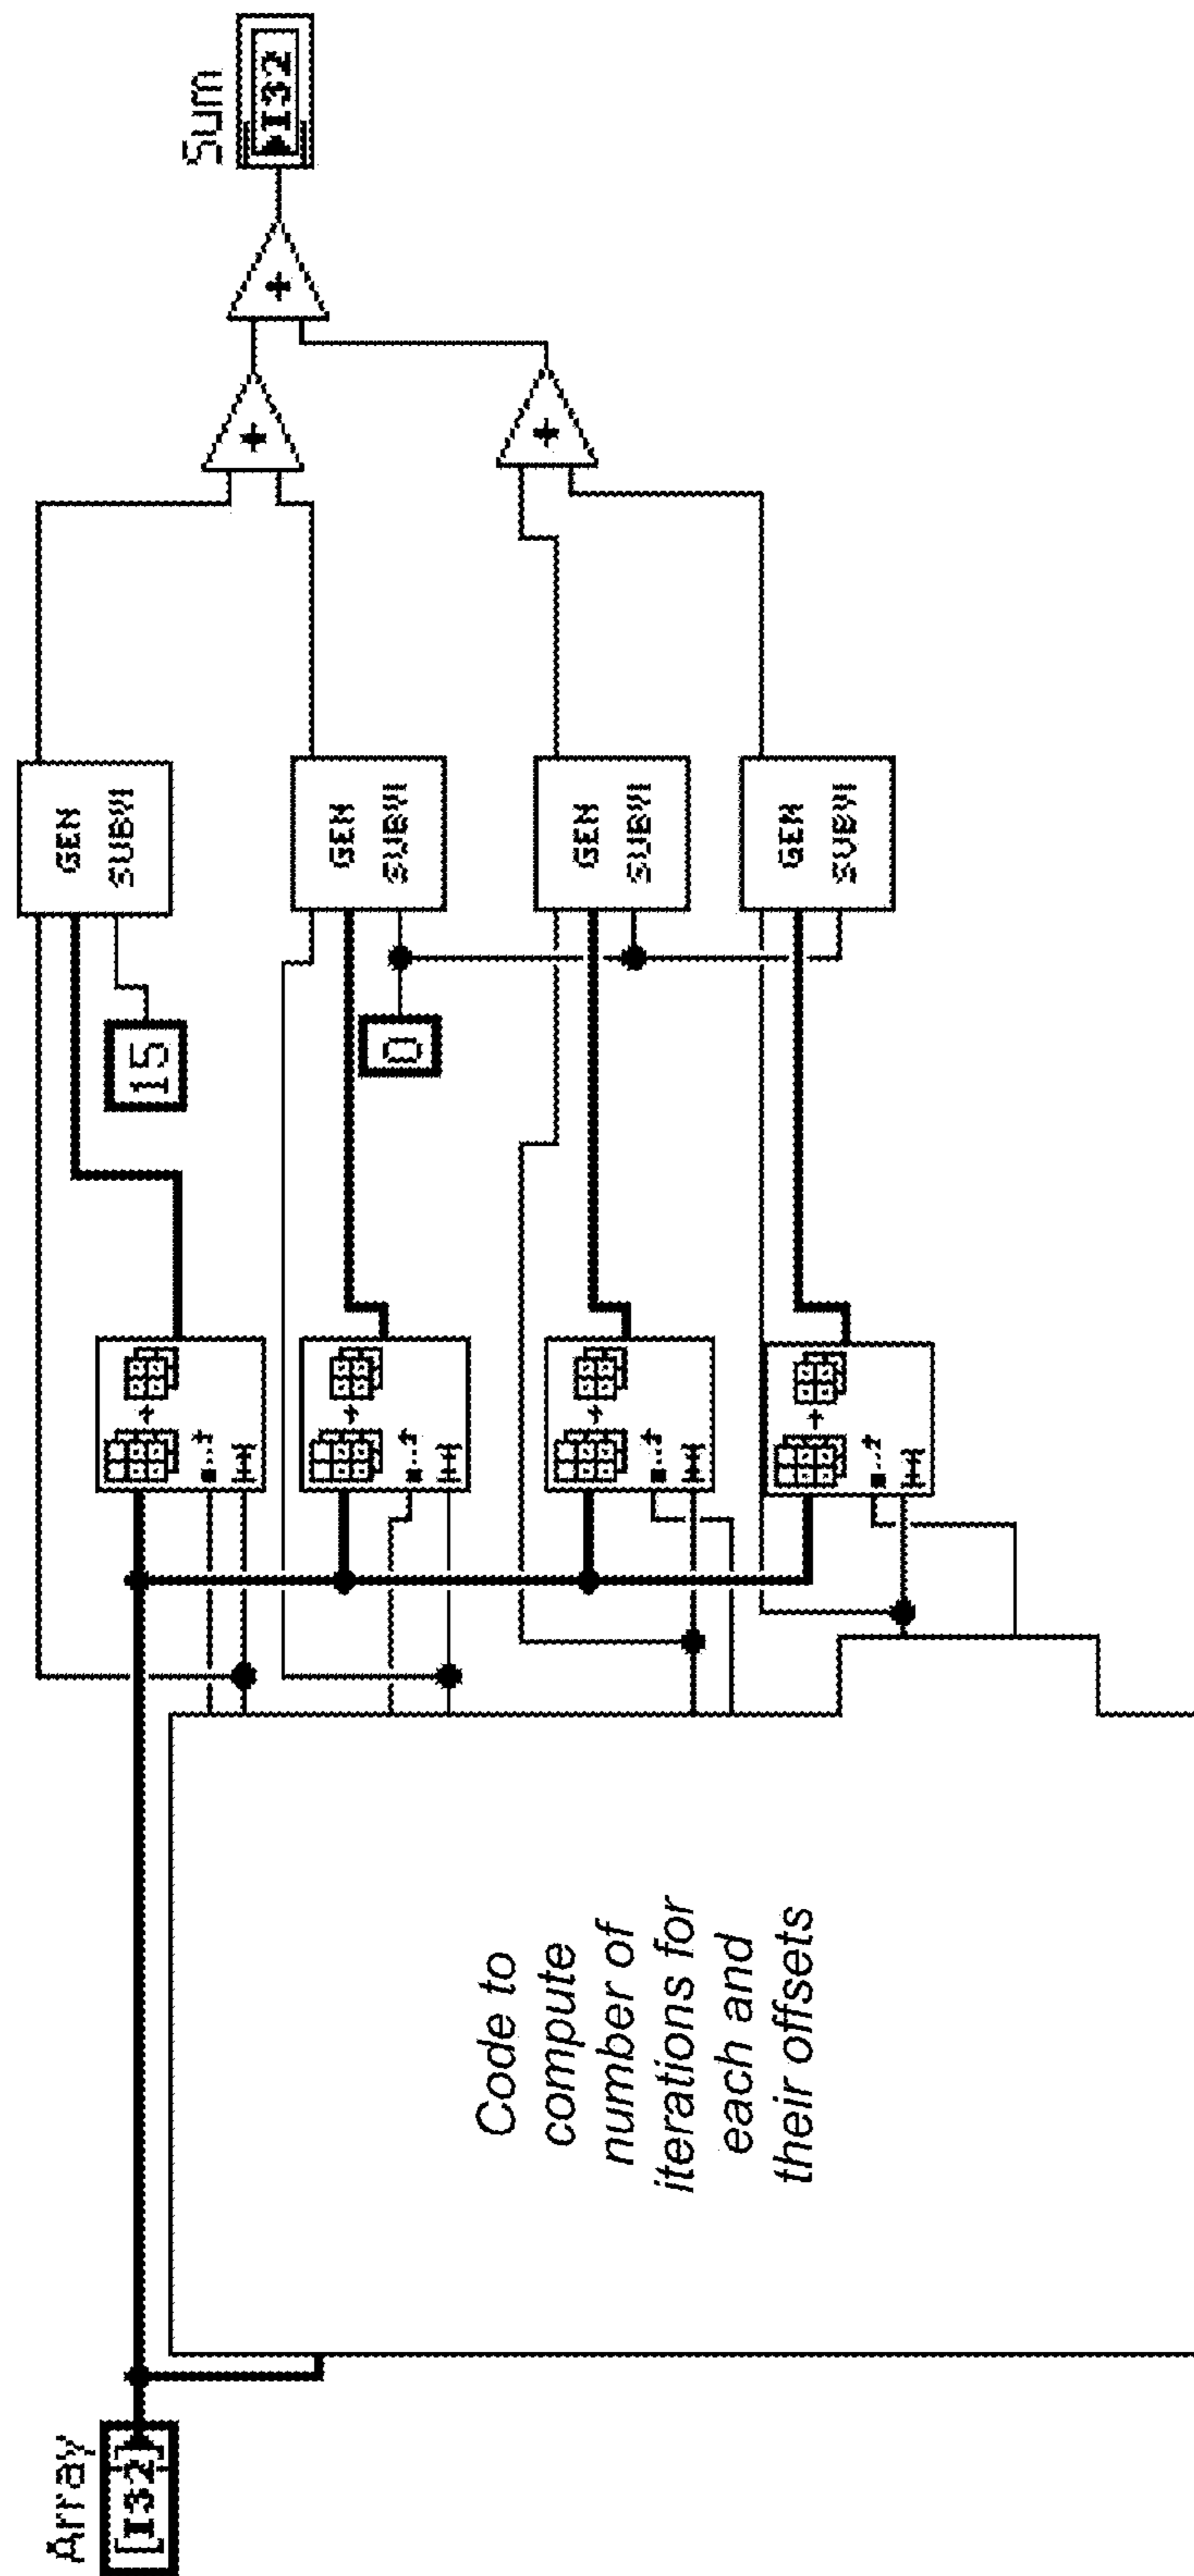 Array
[I32]
Code to
compute
number of
iterations for
each and
their offsets
15
0
GEN
SUBVI
GEN
SUBVI
GEN
SUBVI
GEN
SUBVI
+
+
+
Sum
I32